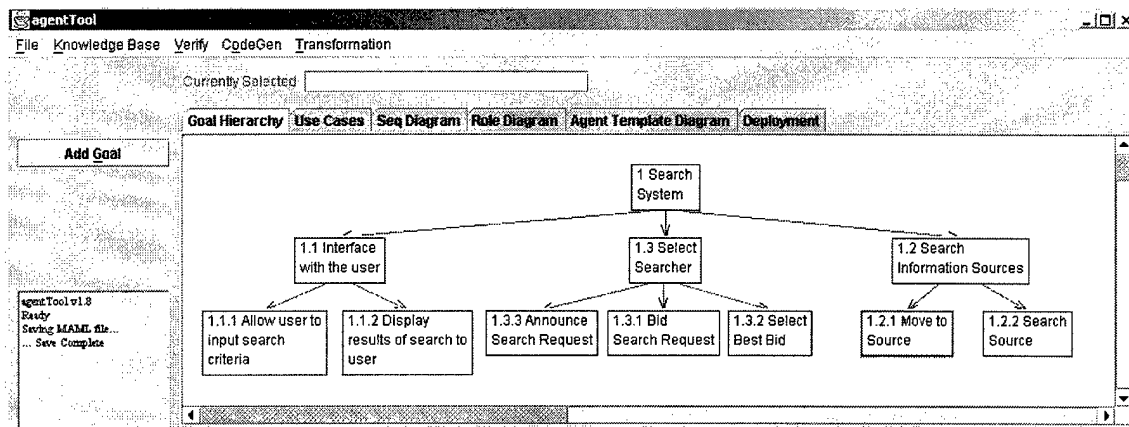 agentTool
File Knowledge Base Verify CodeGen Transformation
Currently Selected
Goal Hierarchy Use Cases Seq Diagram Role Diagram Agent Template Diagram Deployment
Add Goal
1 Search
System
1.1 Interface
with the user
1.3 Select
Searcher
1.2 Search
Information Sources
1.1.1 Allow user to
input search
criteria
1.1.2 Display
results of search to
user
1.3.3 Announce
Search Request
1.3.1 Bid
Search Request
1.3.2 Select
Best Bid
1.2.1 Move to
Source
1.2.2 Search
Source
agentTool v1.8
Ready
Saving MAML file...
... Save Complete